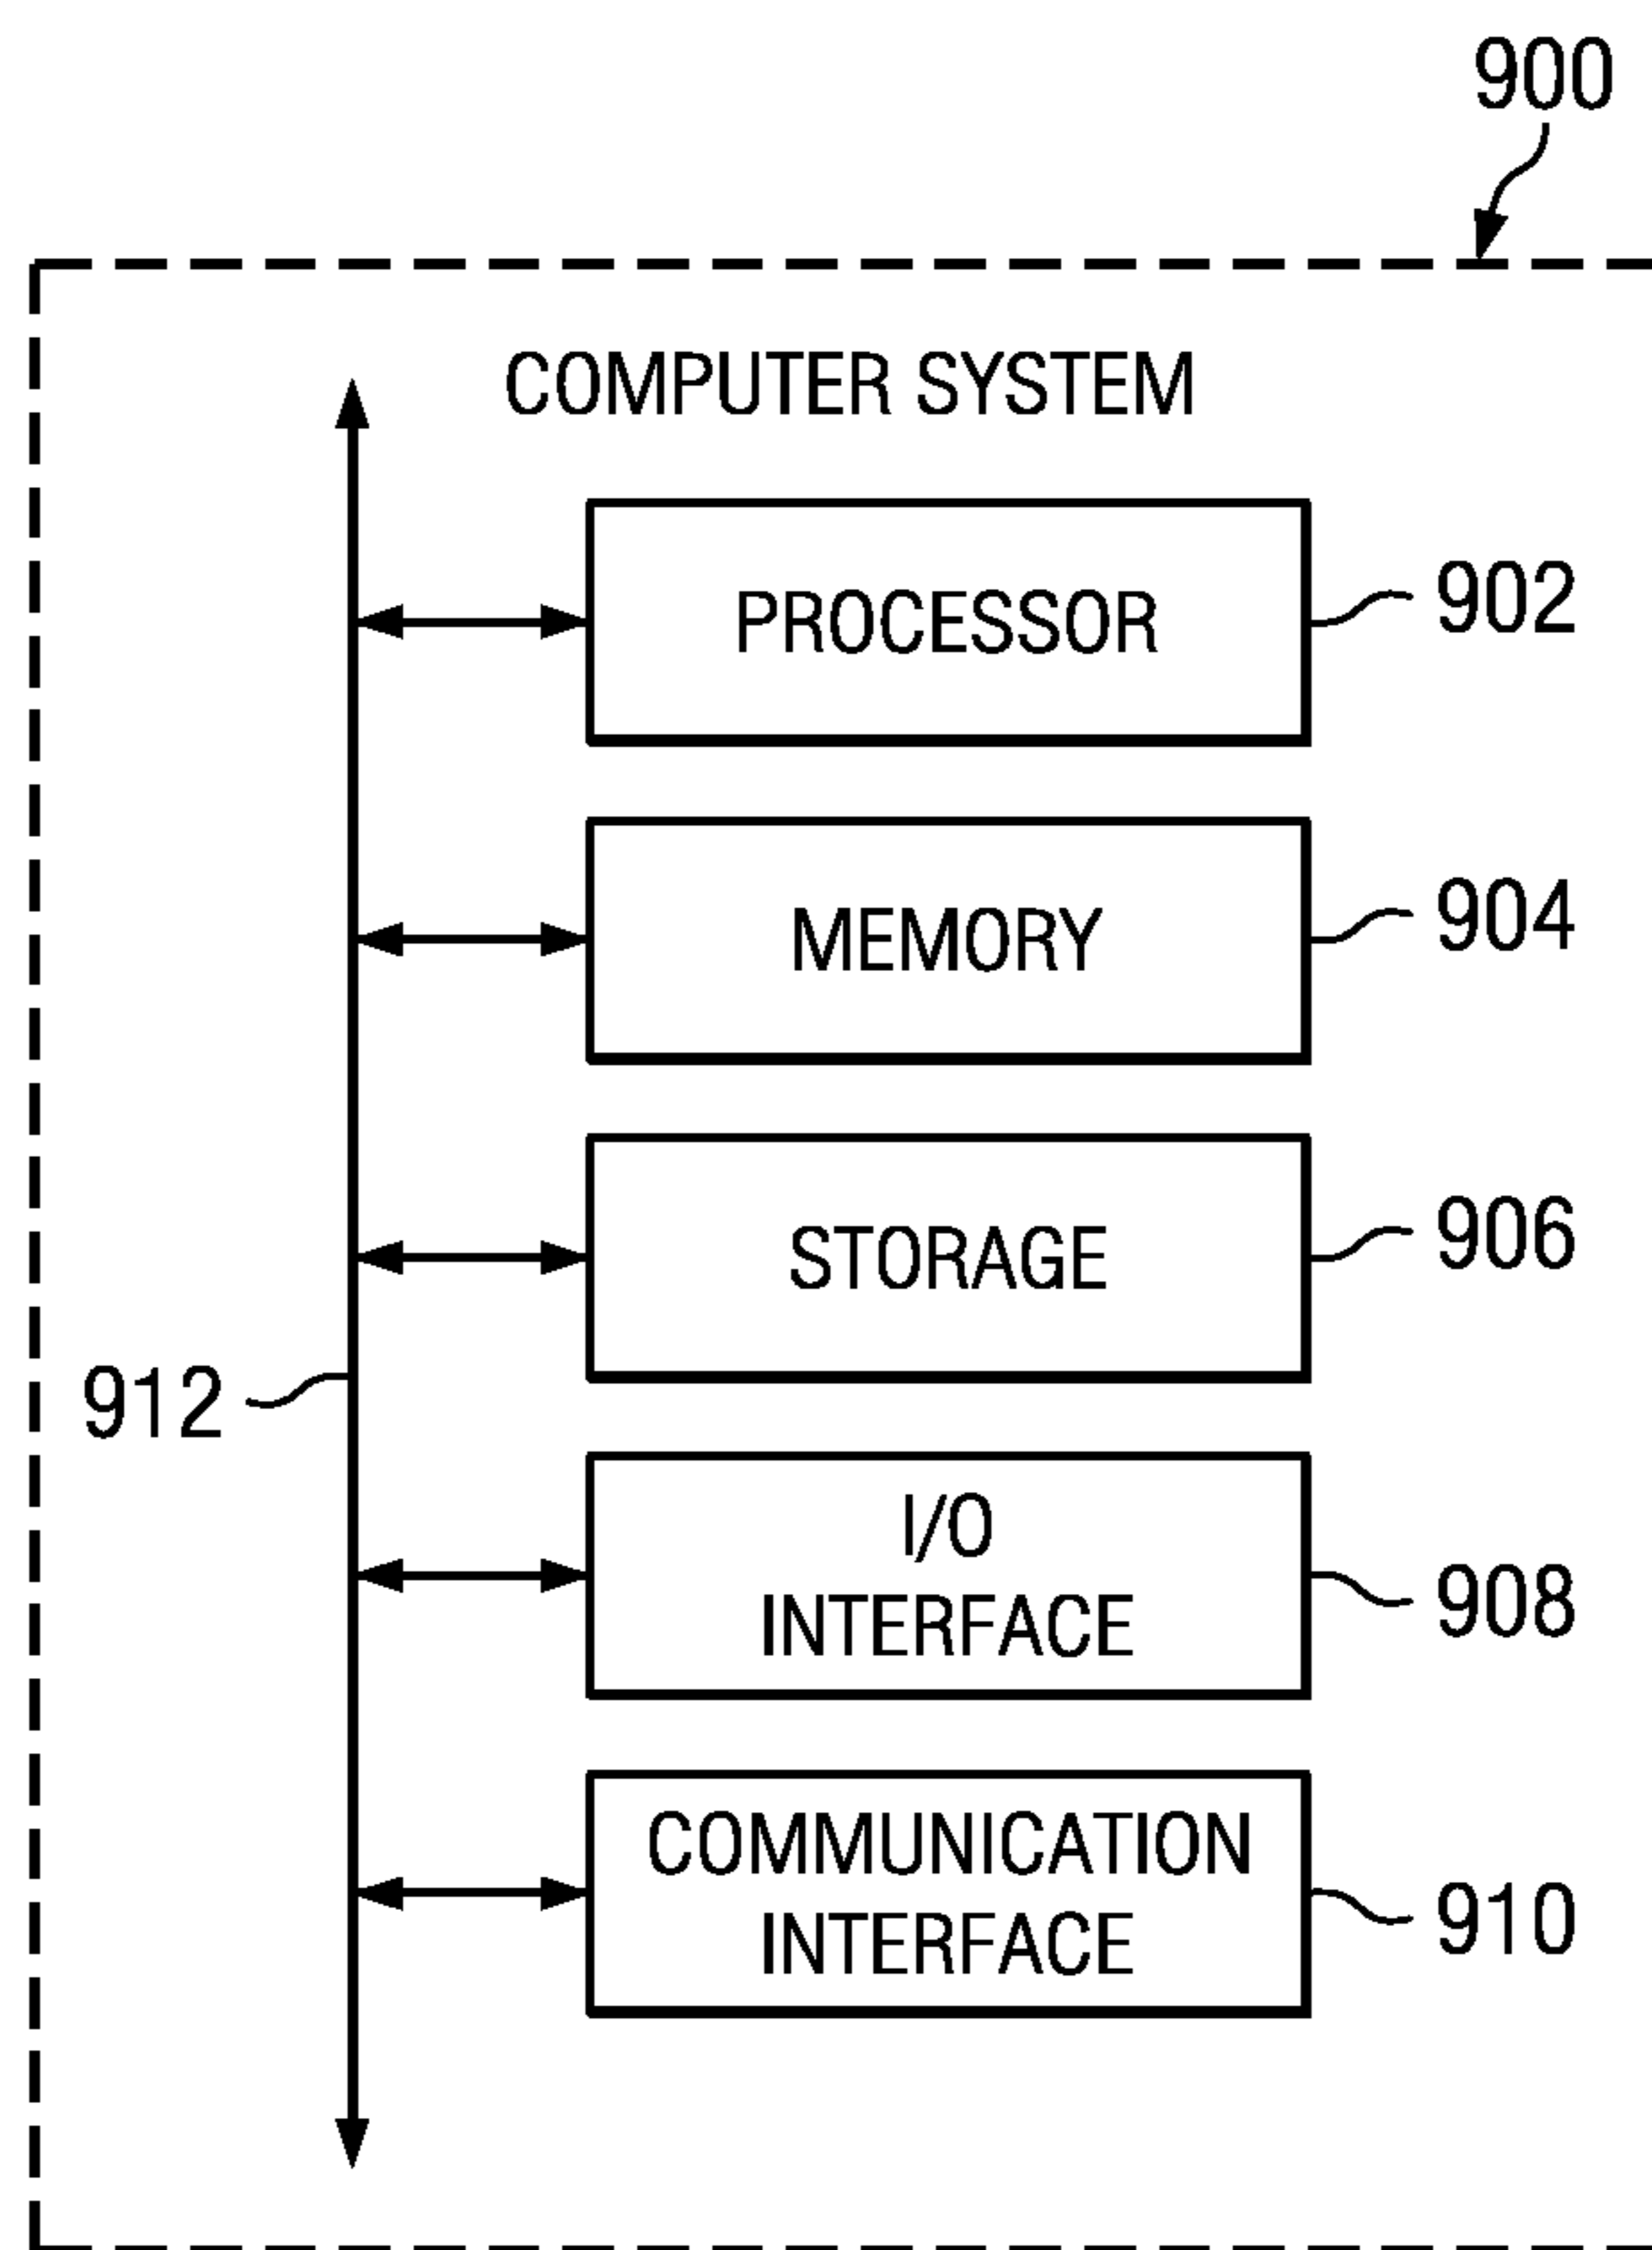 900
COMPUTER SYSTEM
PROCESSOR
902
MEMORY
904
STORAGE
906
912
I/O
INTERFACE
908
COMMUNICATION
INTERFACE
910